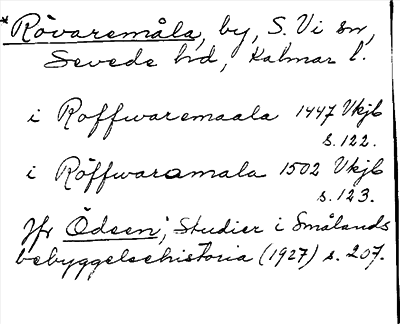 *Rövaremåla, by, S. Vi sn,
Sevede hd, Kalmar l.
i Roffwaremaala 1447 Vkjb
s. 122.
i Röffwaramala 1502 Vkjb
s. 123.
Jfr Ödeen, Studier i Smålands
bebyggelsehistoria (1927) s. 207.